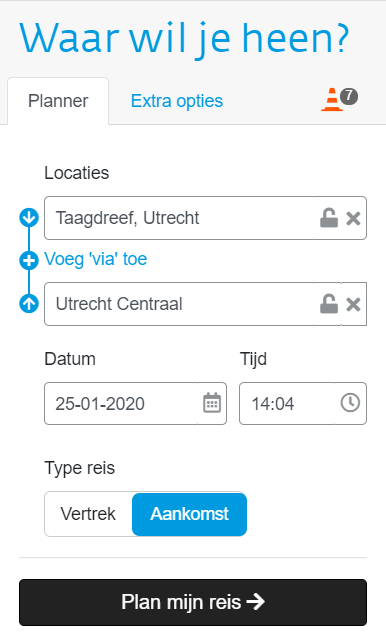 Waar wil je heen?
Planner
Extra opties
7
Locaties
Taagdreef, Utrecht
Voeg 'via' toe
Utrecht Centraal
Datum
Tijd
25-01-2020
14:04
Type reis
Vertrek
Aankomst
Plan mijn reis